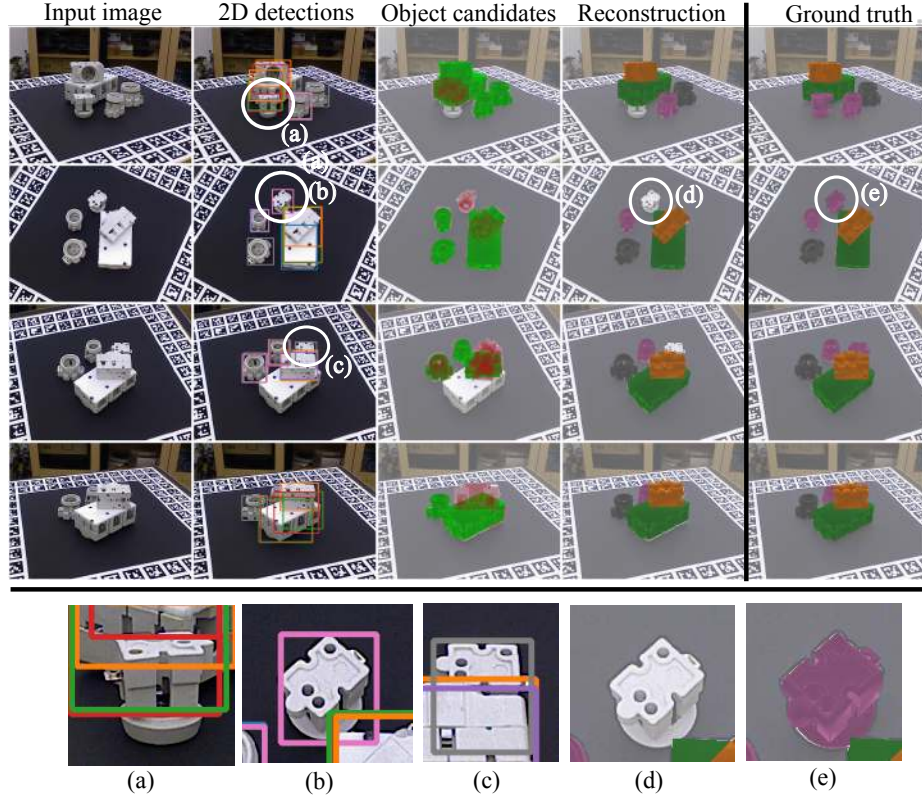 Input image 2D detections Object candidates Reconstruction Ground truth
(a)
(b)
(d)
(e)
(c)
(a) (b) (c) (d) (e)